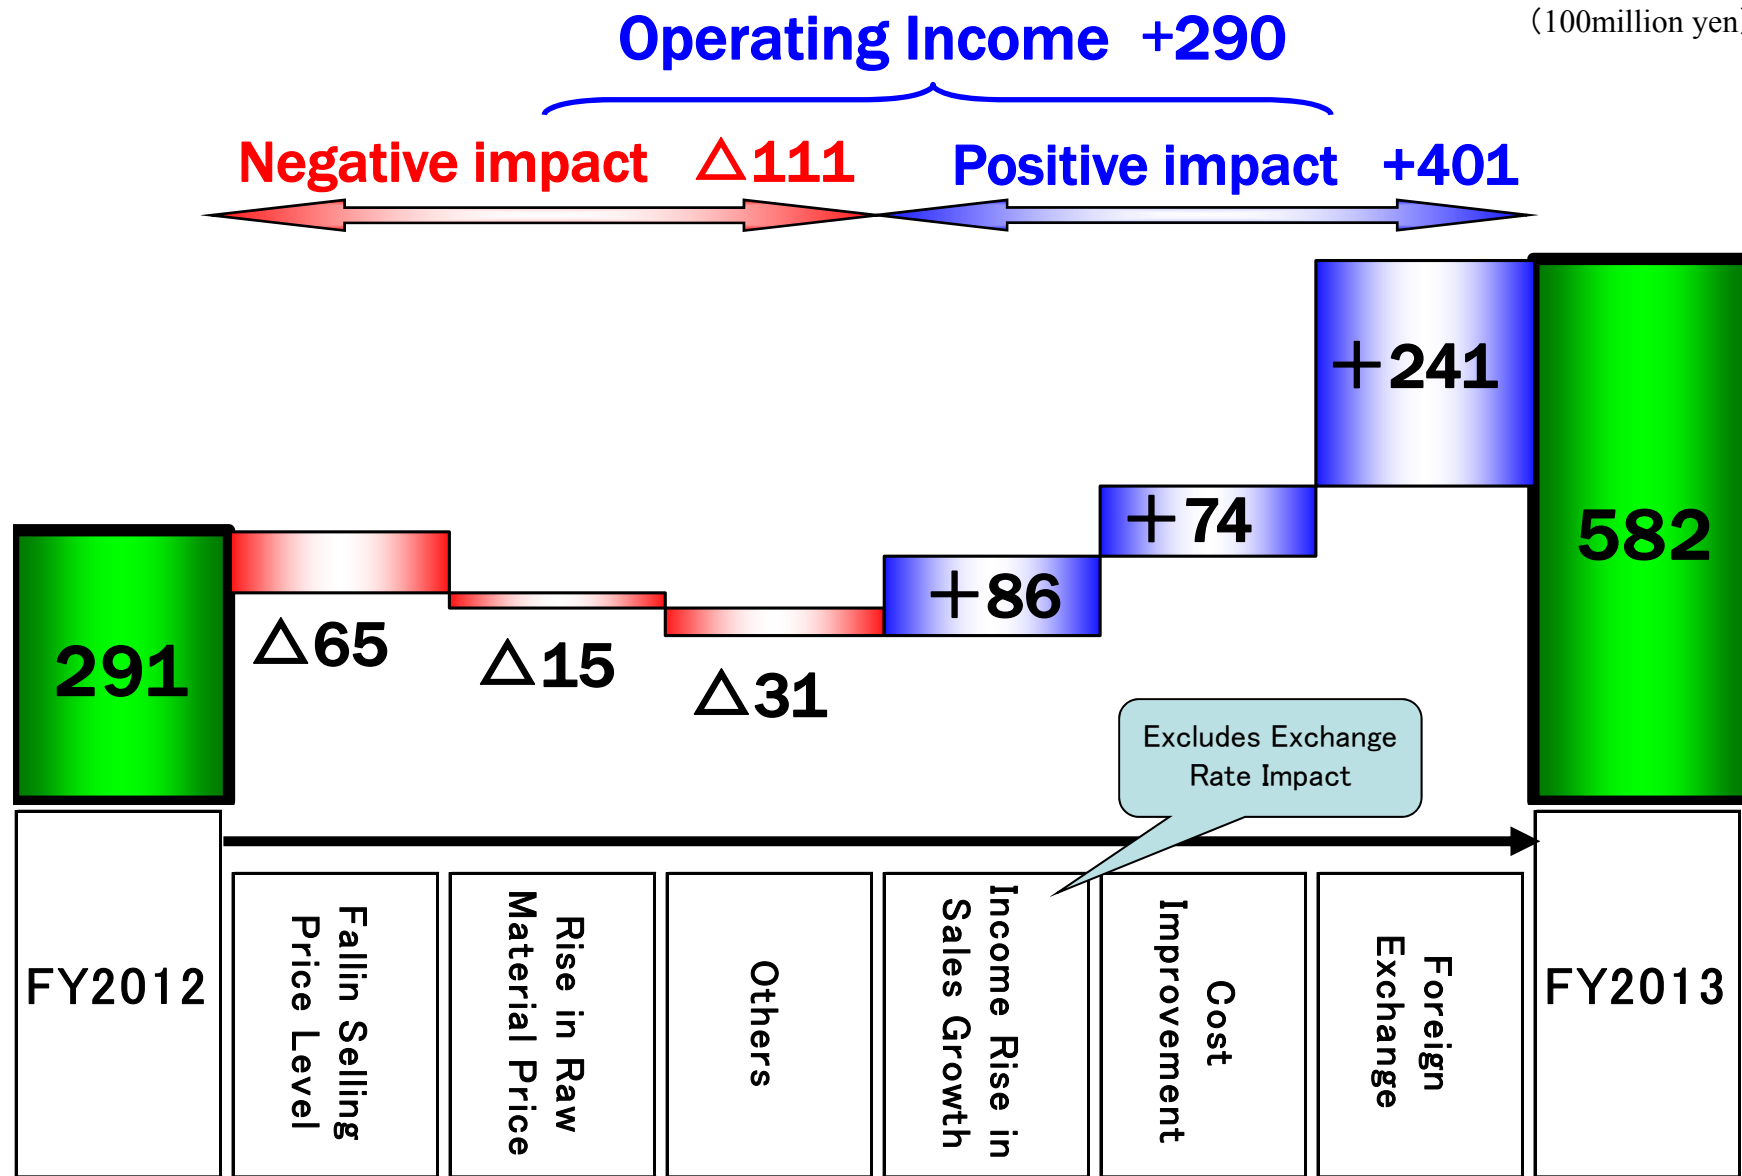 (100million yen)
Operating Income +290
Negative impact △111
Positive impact +401
+241
+74
+86
291
△65
△15
△31
582
Excludes Exchange
Rate Impact
FY2012
Fallin Selling
Price Level
Rise in Raw
Material Price
Others
Income Rise in
Sales Growth
Cost
Improvement
Foreign
Exchange
FY2013